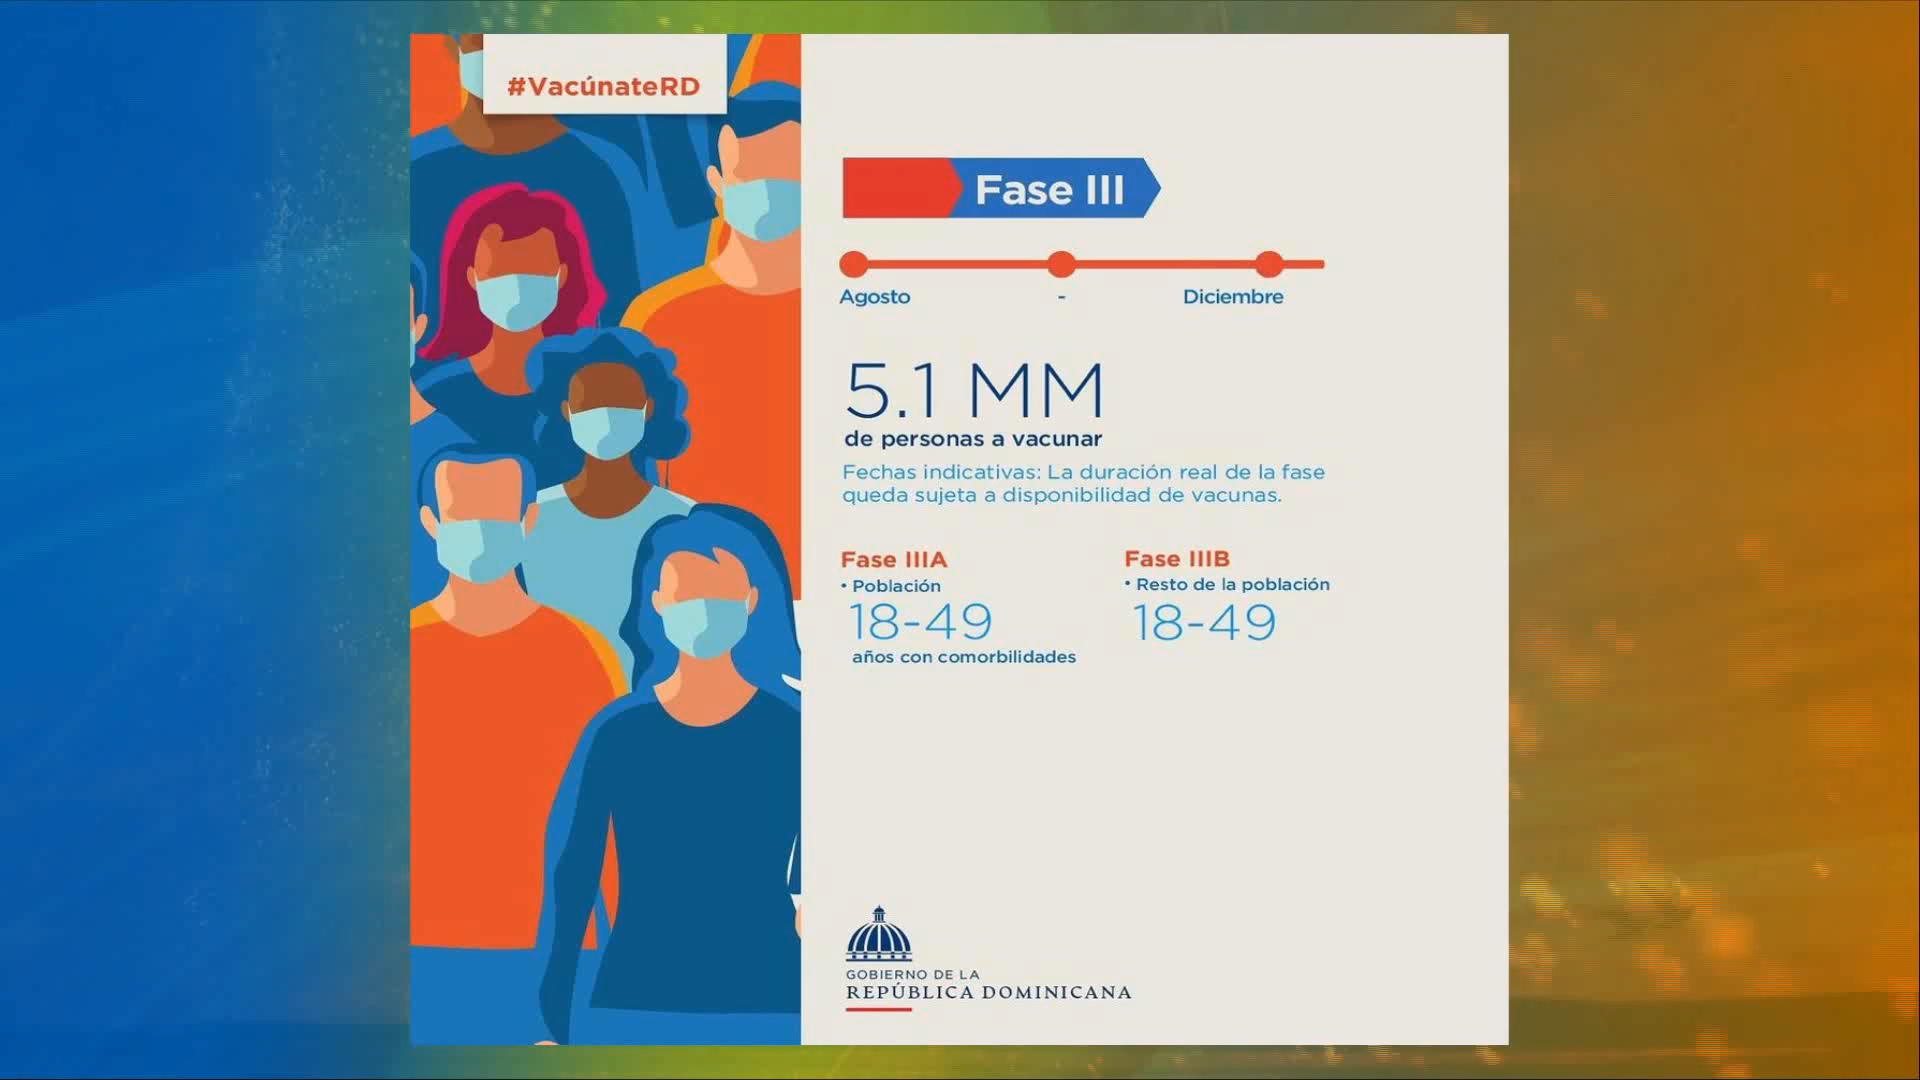 #VacúnateRD
Fase III
Agosto - Diciembre
5.1 MM
de personas a vacunar
Fechas indicativas: La duración real de la fase
queda sujeta a disponibilidad de vacunas.
Fase IIIA
• Población
18-49
años con comorbilidades
Fase IIIB
• Resto de la población
18-49
GOBIERNO DE LA
REPÚBLICA DOMINICANA